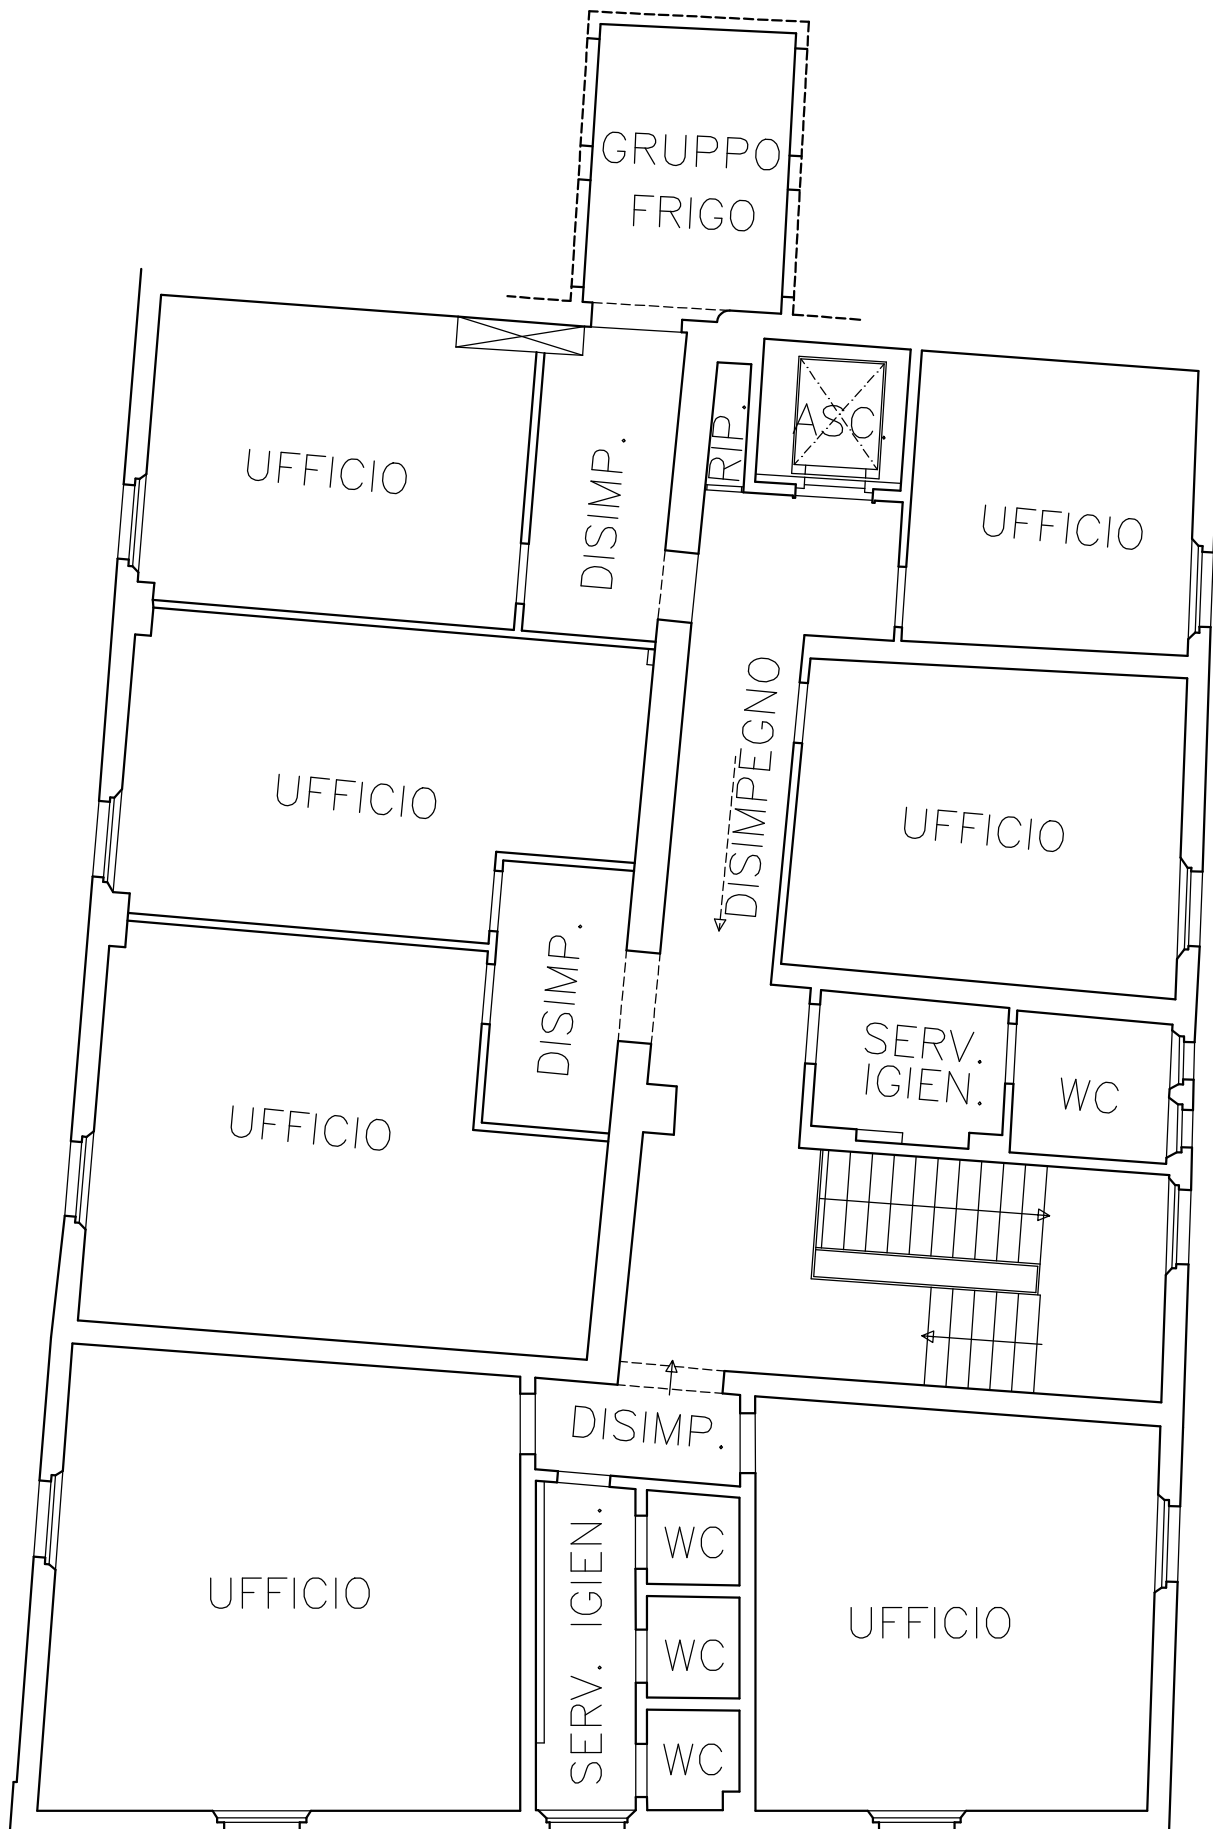 GRUPPO
FRIGO
UFFICIO
DISIMP.
RIP.
ASC.
UFFICIO
UFFICIO
DISIMPEGNO
UFFICIO
DISIMP.
SERV.
IGIEN.
WC
UFFICIO
DISIMP.
UFFICIO
SERV. IGIEN.
WC
WC
WC
UFFICIO